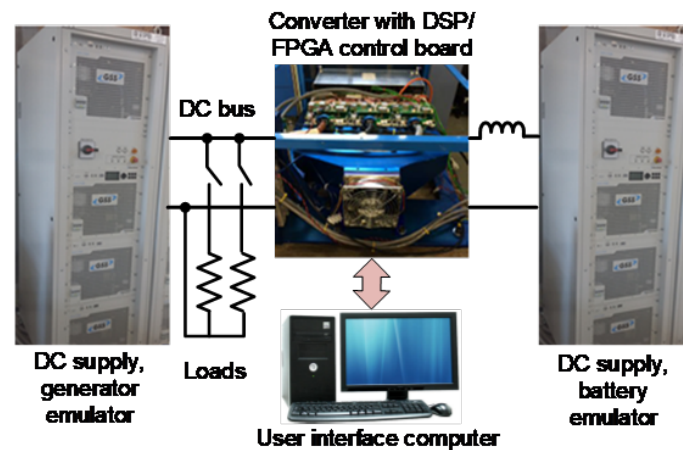 Converter with DSP/
FPGA control board
DC bus
Loads
DC supply,
generator
emulator
DC supply,
battery
emulator
User interface computer